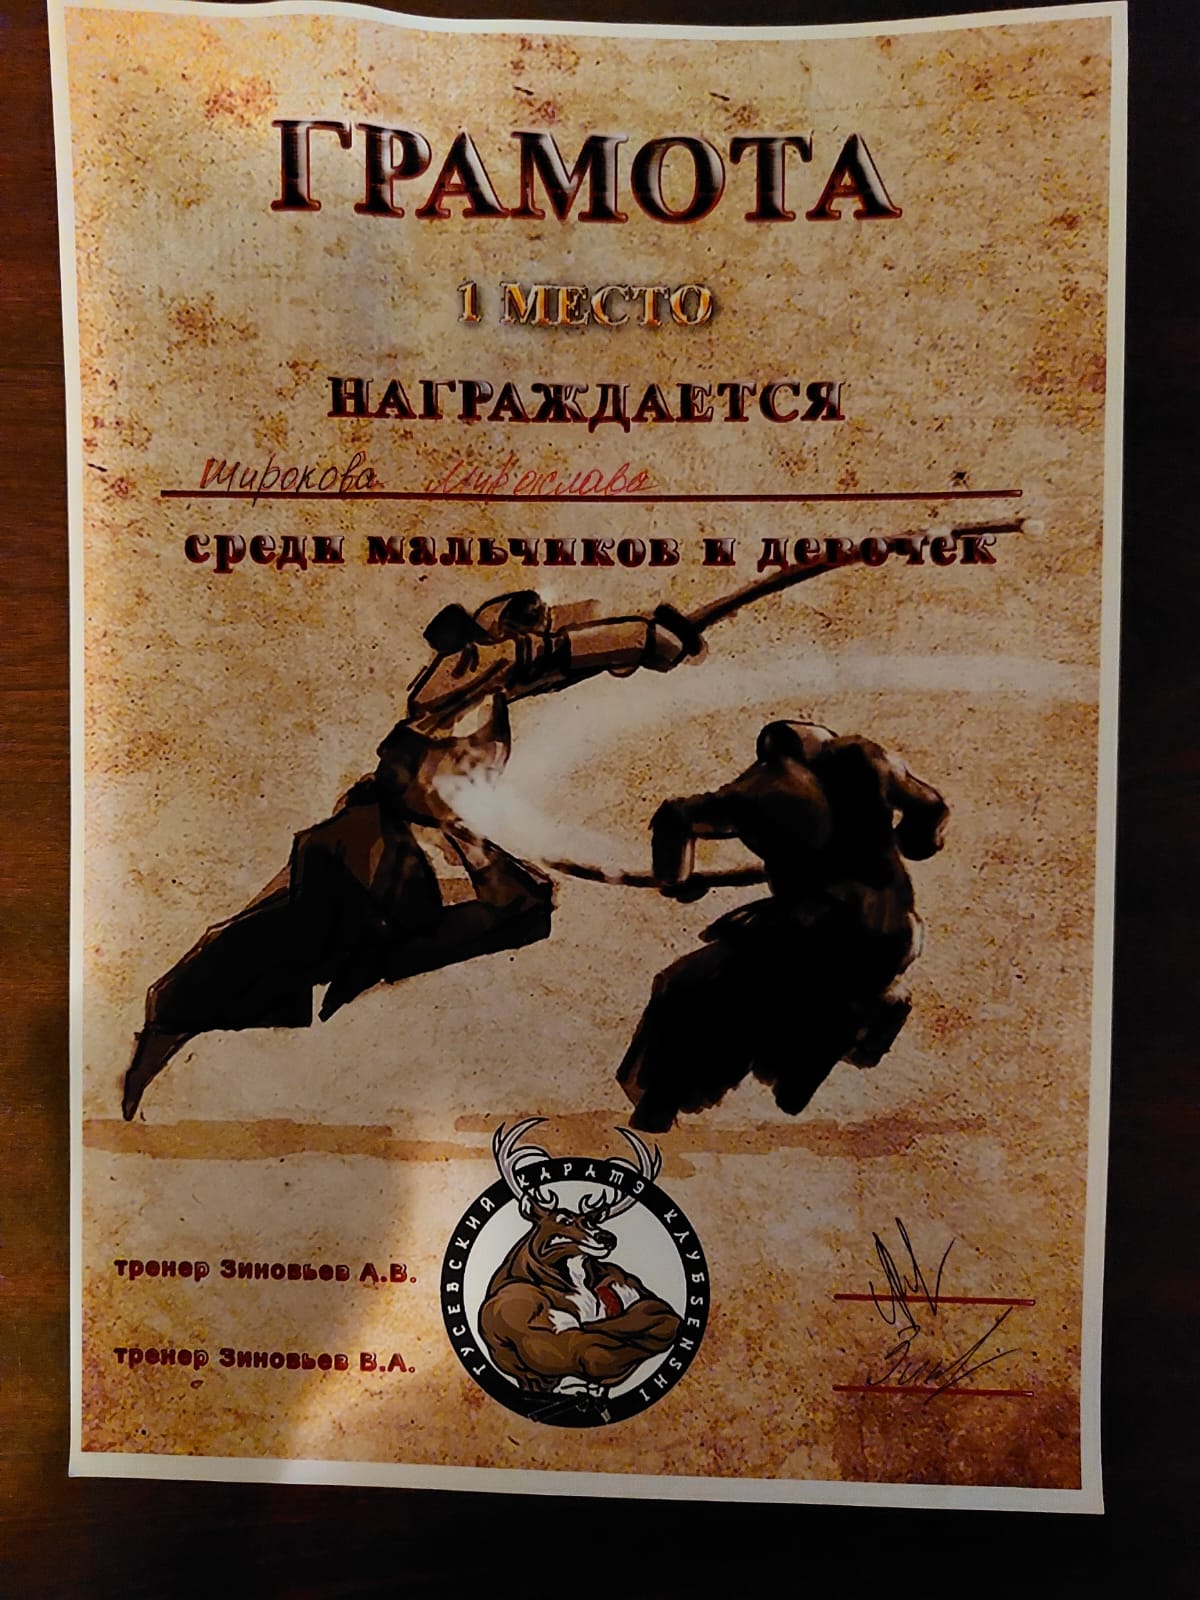 ГРАМОТА
1 МЕСТО
НАГРАЖДАЕТСЯ
Широкова Мирослава
среди мальчиков и девочек
ГУСЕВСКИЙ КАРАТЭ КЛУБ SENSHI
тренер Зиновьев А.В.
тренер Зиновьев В.А.